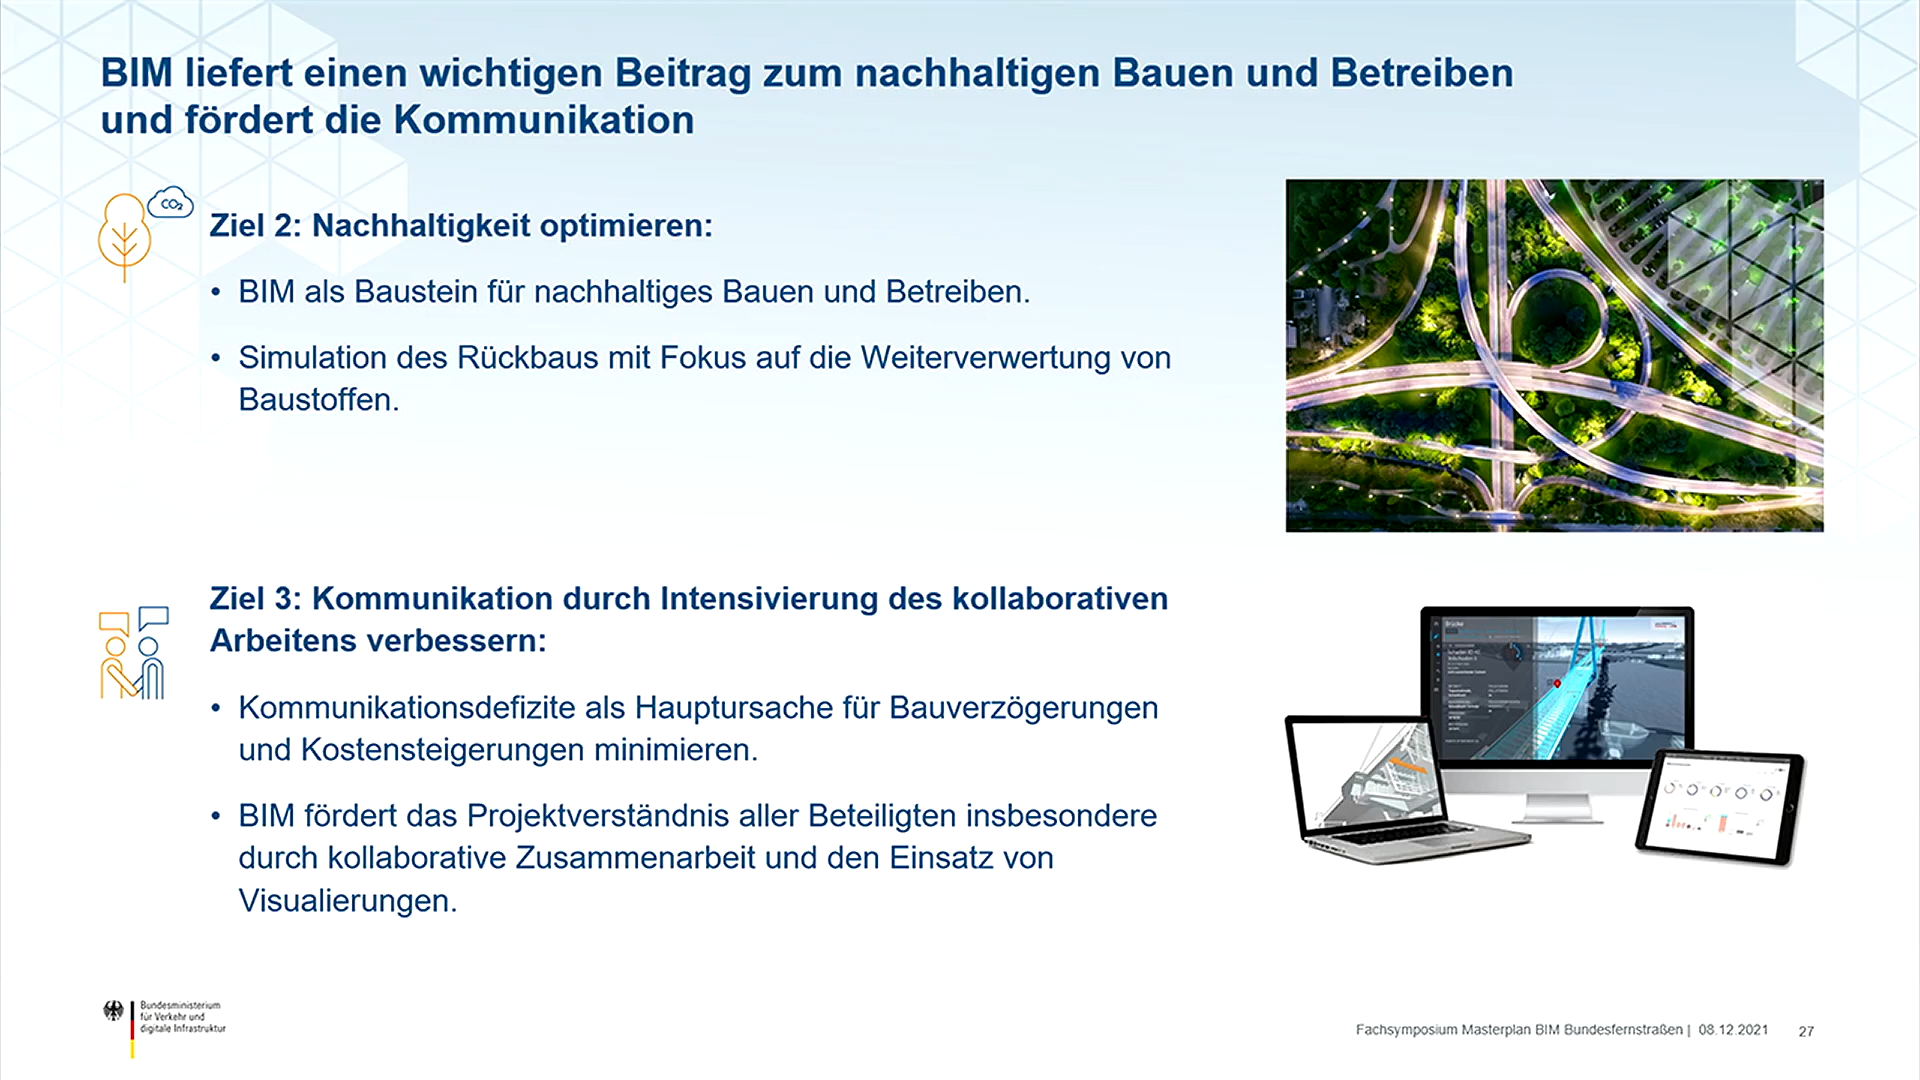 BIM liefert einen wichtigen Beitrag zum nachhaltigen Bauen und Betreiben
und fördert die Kommunikation
CO₂
Ziel 2: Nachhaltigkeit optimieren:
• BIM als Baustein für nachhaltiges Bauen und Betreiben.
• Simulation des Rückbaus mit Fokus auf die Weiterverwertung von
Baustoffen.
Ziel 3: Kommunikation durch Intensivierung des kollaborativen
Arbeitens verbessern:
• Kommunikationsdefizite als Hauptursache für Bauverzögerungen
und Kostensteigerungen minimieren.
• BIM fördert das Projektverständnis aller Beteiligten insbesondere
durch kollaborative Zusammenarbeit und den Einsatz von
Visualierungen.
Brücke
Bundesministerium
für Verkehr und
digitale Infrastruktur
Fachsymposium Masterplan BIM Bundesfernstraßen | 08.12.2021 27